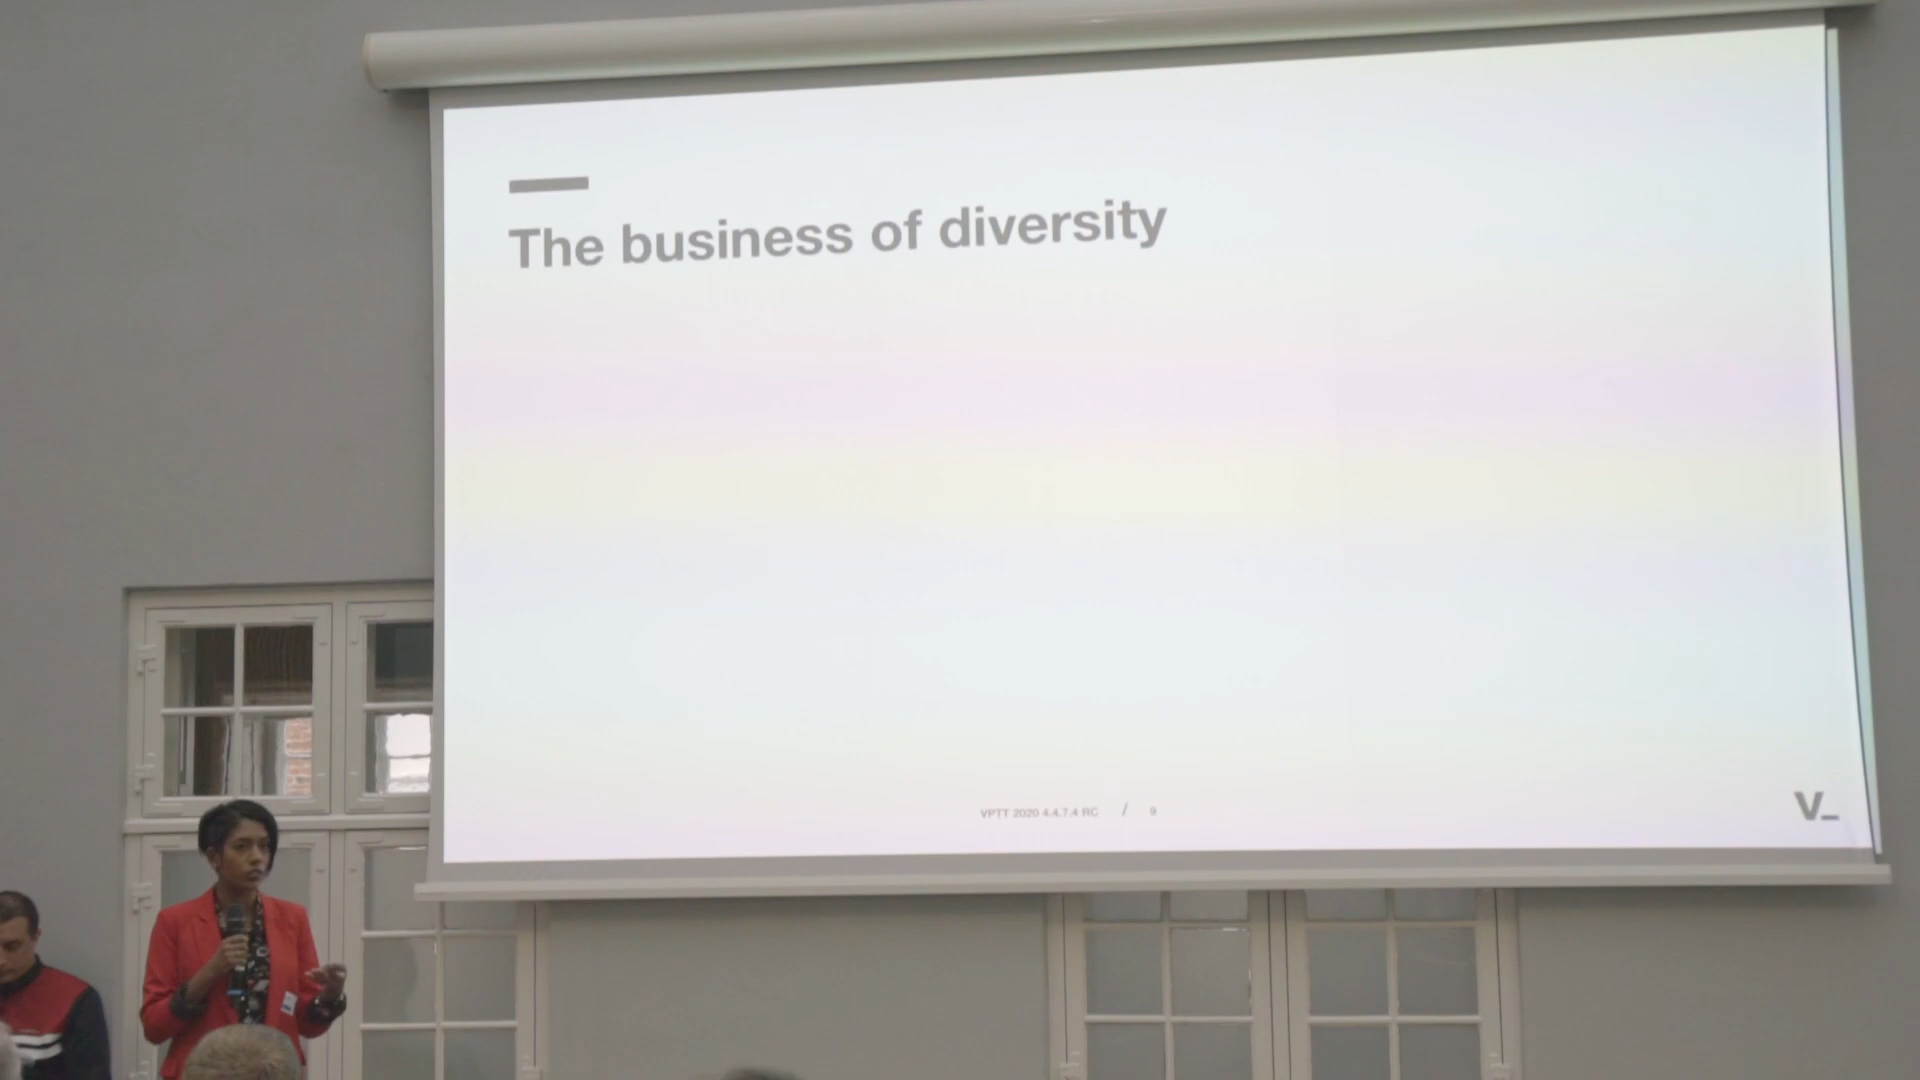 The business of diversity
VPTT 2020 4.4.7.4 RC / 9
V_